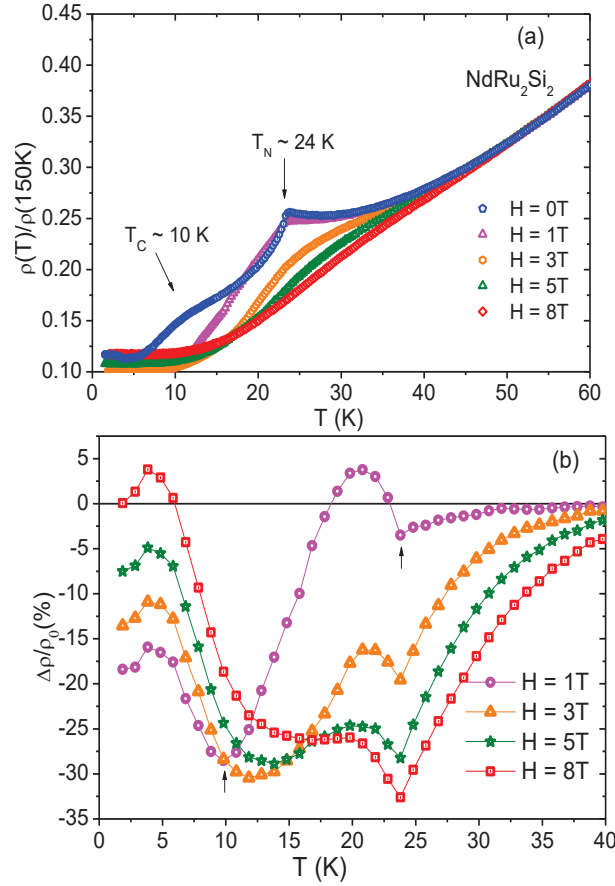 (a)
NdRu₂Si₂
T_N ~ 24 K
T_C ~ 10 K
H = 0T
H = 1T
H = 3T
H = 5T
H = 8T
ρ(T)/ρ(150K)
0.45
0.40
0.35
0.30
0.25
0.20
0.15
0.10
0 10 20 30 40 50 60
T (K)
(b)
H = 1T
H = 3T
H = 5T
H = 8T
Δρ/ρ₀(%)
5
0
-5
-10
-15
-20
-25
-30
-35
0 5 10 15 20 25 30 35 40
T (K)